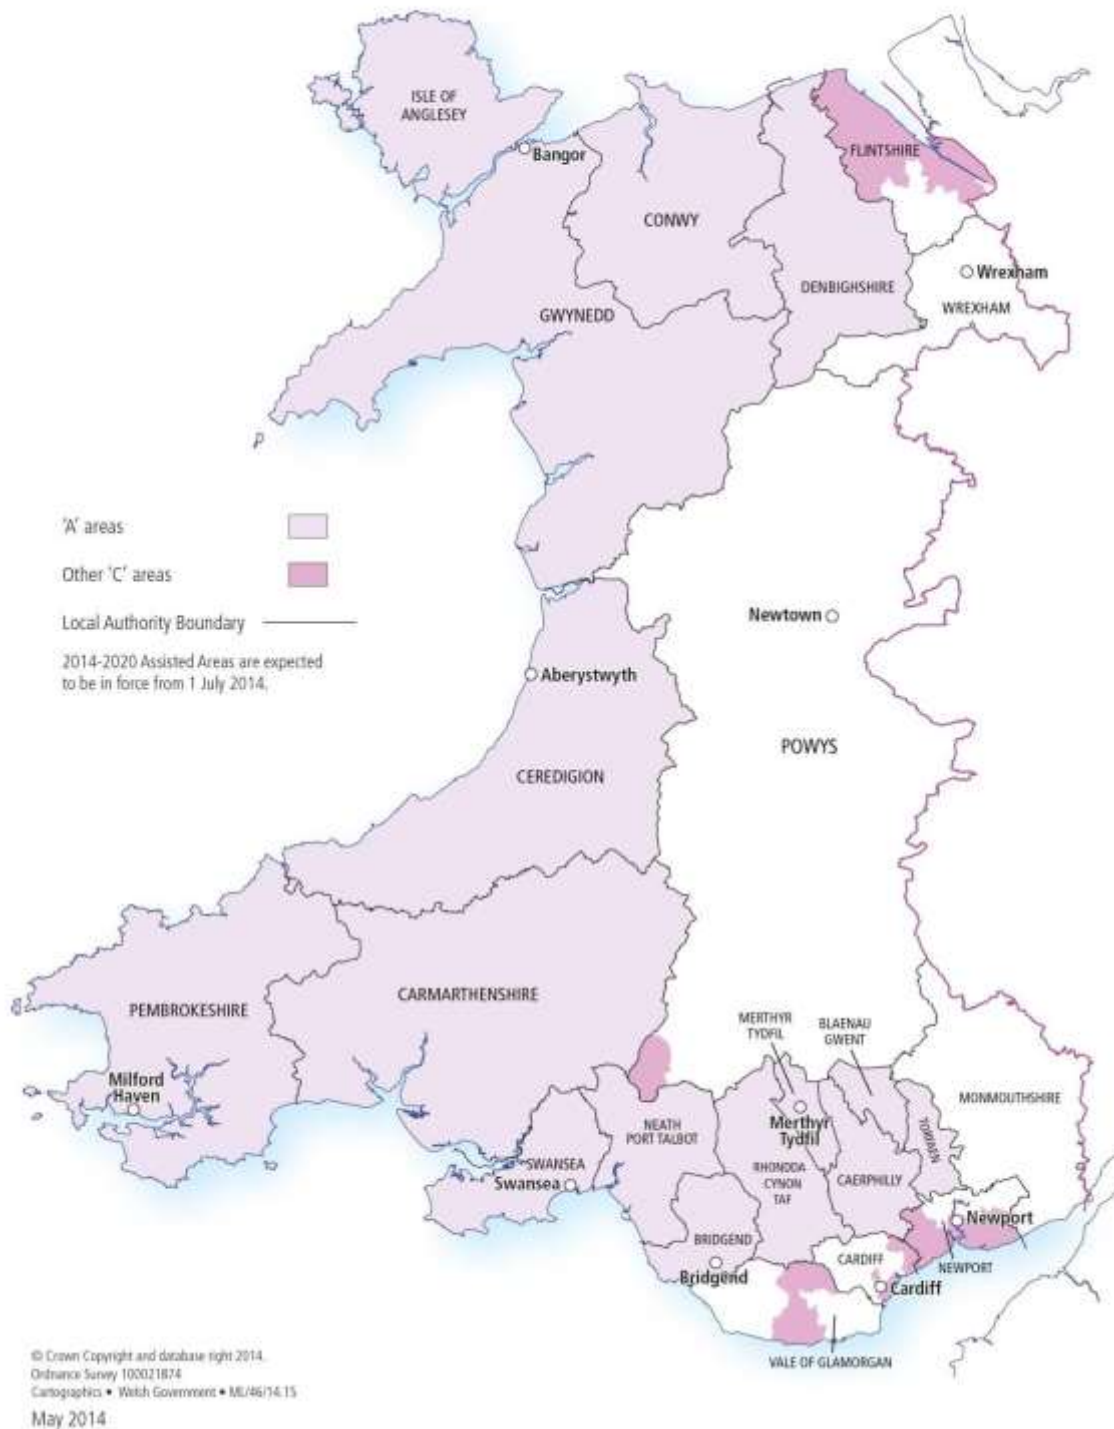 ISLE OF
ANGLESEY
Bangor
FLINTSHIRE
CONWY
Wrexham
DENBIGHSHIRE
WREXHAM
GWYNEDD
'A' areas
Other 'C' areas
Local Authority Boundary
2014-2020 Assisted Areas are expected
to be in force from 1 July 2014.
Newtown
Aberystwyth
POWYS
CEREDIGION
CARMARTHENSHIRE
PEMBROKESHIRE
MERTHYR
TYDFIL
BLAENAU
GWENT
Milford
Haven
MONMOUTHSHIRE
NEATH
PORT TALBOT
Merthyr
Tydfil
TORFAEN
SWANSEA
Swansea
RHONDDA
CYNON
TAF
CAERPHILLY
Newport
BRIDGEND
CARDIFF
NEWPORT
Bridgend
Cardiff
VALE OF GLAMORGAN
© Crown Copyright and database right 2014.
Ordnance Survey 100021874
Cartographics • Welsh Government • ML/46/14.15
May 2014